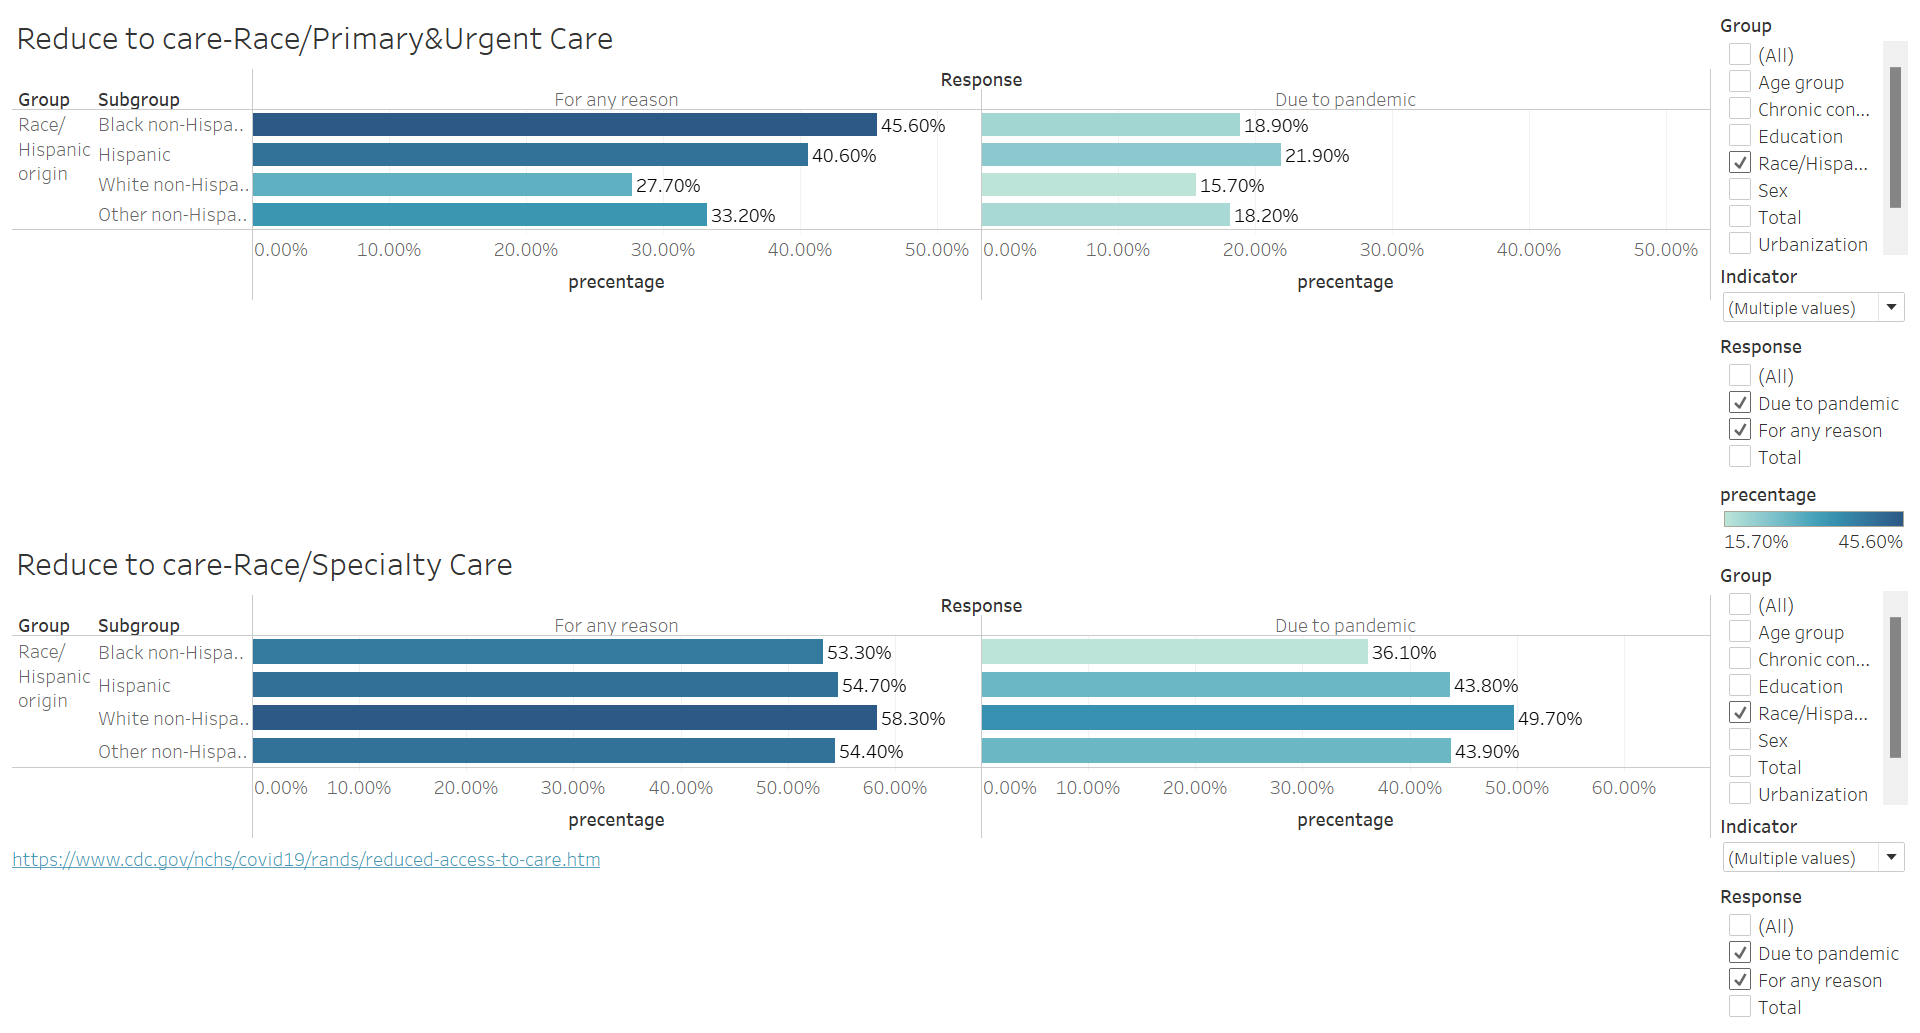 Reduce to care-Race/Primary&Urgent Care
Response
Group Subgroup For any reason Due to pandemic
Race/ Hispanic origin
Black non-Hispa.. 45.60% 18.90%
Hispanic 40.60% 21.90%
White non-Hispa.. 27.70% 15.70%
Other non-Hispa.. 33.20% 18.20%
0.00% 10.00% 20.00% 30.00% 40.00% 50.00% 0.00% 10.00% 20.00% 30.00% 40.00% 50.00%
precentage precentage
Group
(All)
Age group
Chronic con...
Education
Race/Hispa...
Sex
Total
Urbanization
Indicator
(Multiple values)
Response
(All)
Due to pandemic
For any reason
Total
precentage
15.70% 45.60%
Reduce to care-Race/Specialty Care
Response
Group Subgroup For any reason Due to pandemic
Race/ Hispanic origin
Black non-Hispa.. 53.30% 36.10%
Hispanic 54.70% 43.80%
White non-Hispa.. 58.30% 49.70%
Other non-Hispa.. 54.40% 43.90%
0.00% 10.00% 20.00% 30.00% 40.00% 50.00% 60.00% 0.00% 10.00% 20.00% 30.00% 40.00% 50.00% 60.00%
precentage precentage
https://www.cdc.gov/nchs/covid19/rands/reduced-access-to-care.htm
Group
(All)
Age group
Chronic con...
Education
Race/Hispa...
Sex
Total
Urbanization
Indicator
(Multiple values)
Response
(All)
Due to pandemic
For any reason
Total